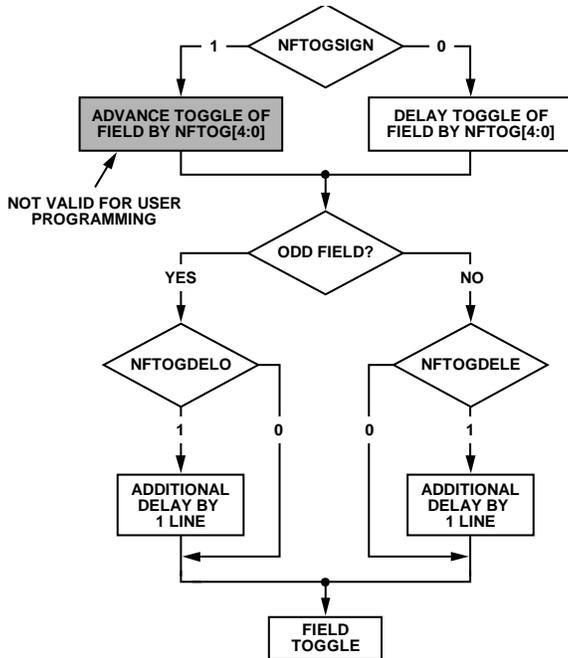 NFTOGSIGN
1
0
ADVANCE TOGGLE OF
FIELD BY NFTOG[4:0]
DELAY TOGGLE OF
FIELD BY NFTOG[4:0]
NOT VALID FOR USER
PROGRAMMING
ODD FIELD?
YES
NO
NFTOGDELO
NFTOGDELE
1
0
0
1
ADDITIONAL
DELAY BY
1 LINE
ADDITIONAL
DELAY BY
1 LINE
FIELD
TOGGLE